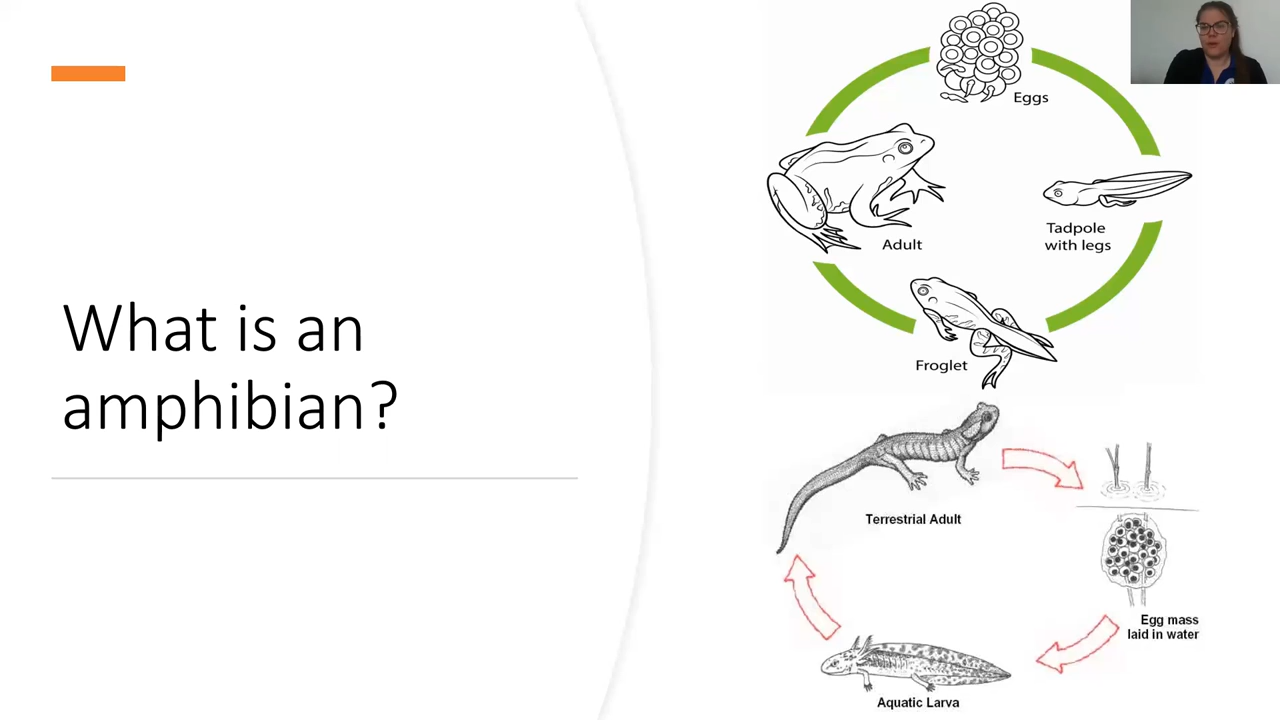 What is an
amphibian?
Eggs
Tadpole
with legs
Froglet
Adult
Terrestrial Adult
Egg mass
laid in water
Aquatic Larva